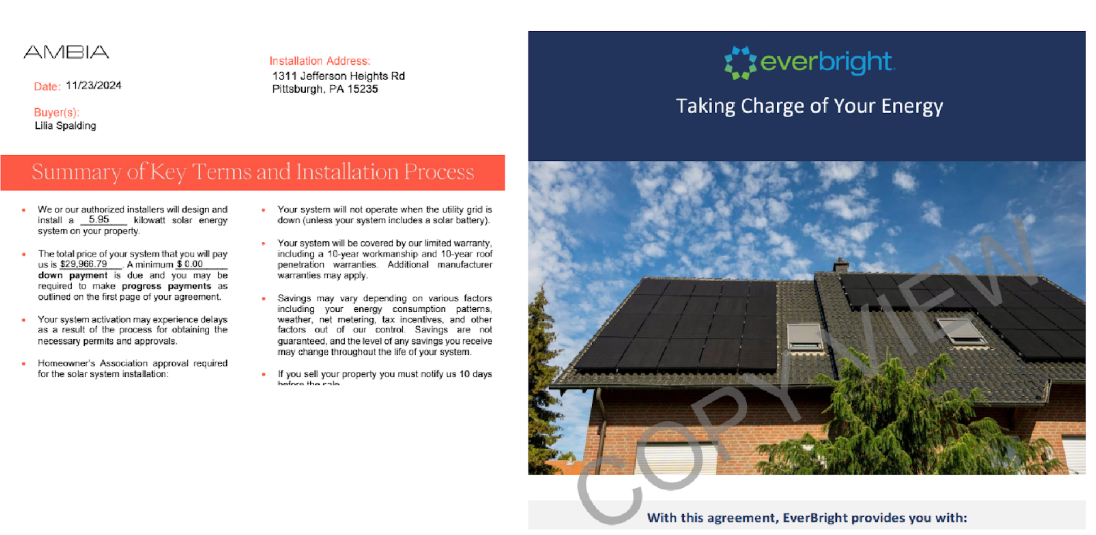 AMBIA
Date: 11/23/2024
Buyer(s):
Lilia Spalding
Installation Address:
1311 Jefferson Heights Rd
Pittsburgh, PA 15235
Summary of Key Terms and Installation Process
• We or our authorized installers will design and
install a 5.95 kilowatt solar energy
system on your property.
• The total price of your system that you will pay
us is $29,966.79. A minimum $ 0.00
down payment is due and you may be
required to make progress payments as
outlined on the first page of your agreement.
• Your system activation may experience delays
as a result of the process for obtaining the
necessary permits and approvals.
• Homeowner's Association approval required
for the solar system installation:
• Your system will not operate when the utility grid is
down (unless your system includes a solar battery).
• Your system will be covered by our limited warranty,
including a 10-year workmanship and 10-year roof
penetration warranties. Additional manufacturer
warranties may apply.
• Savings may vary depending on various factors
including your energy consumption patterns,
weather, net metering, tax incentives, and other
factors out of our control. Savings are not
guaranteed, and the level of any savings you receive
may change throughout the life of your system.
• If you sell your property you must notify us 10 days
before the sale
everbright
Taking Charge of Your Energy
COPY VIEW
With this agreement, EverBright provides you with: